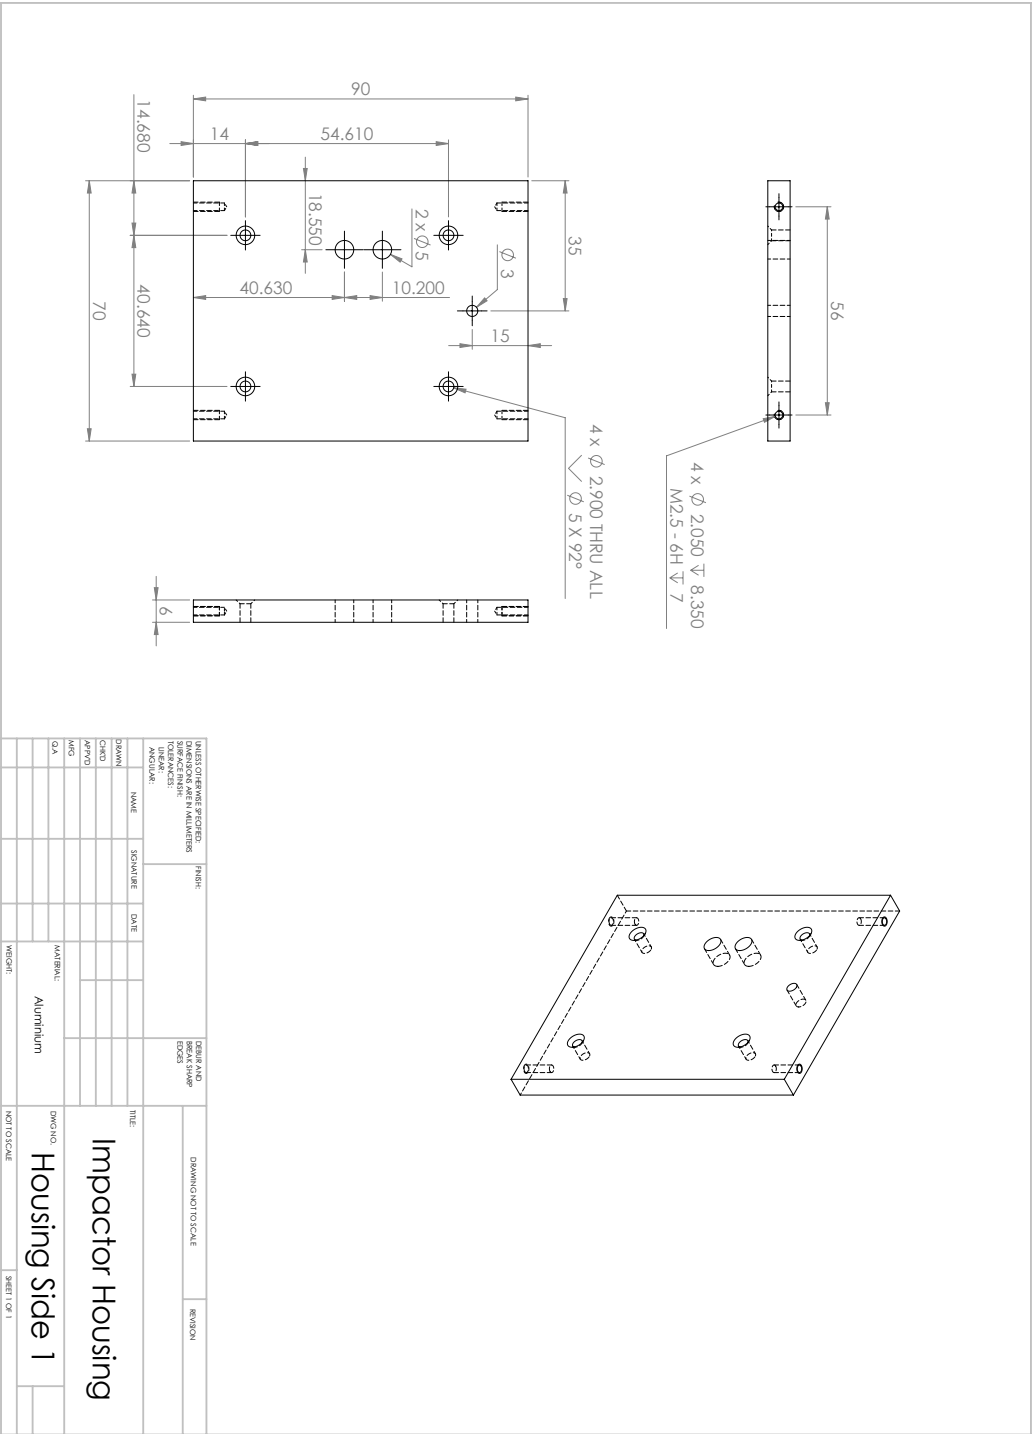 90
14.680
14
54.610
18.550
2 x Ø 5
35
Ø 3
40.630
10.200
40.640
15
70
56
4 x Ø 2.900 THRU ALL
⌵ Ø 5 X 92°
4 x Ø 2.050 ↧ 8.350
M2.5 - 6H ↧ 7
6
UNLESS OTHERWISE SPECIFIED:
DIMENSIONS ARE IN MILLIMETERS
SURFACE FINISH:
TOLERANCES:
LINEAR:
ANGULAR:
FINISH:
DEBUR AND
BREAK SHARP
EDGES
DRAWING NOT TO SCALE
REVISION
NAME
SIGNATURE
DATE
DRAWN
CHK'D
APPV'D
MFG
Q.A
TITLE:
Impactor Housing
MATERIAL:
Aluminium
WEIGHT:
DWG NO.
Housing Side 1
NOT TO SCALE
SHEET 1 OF 1